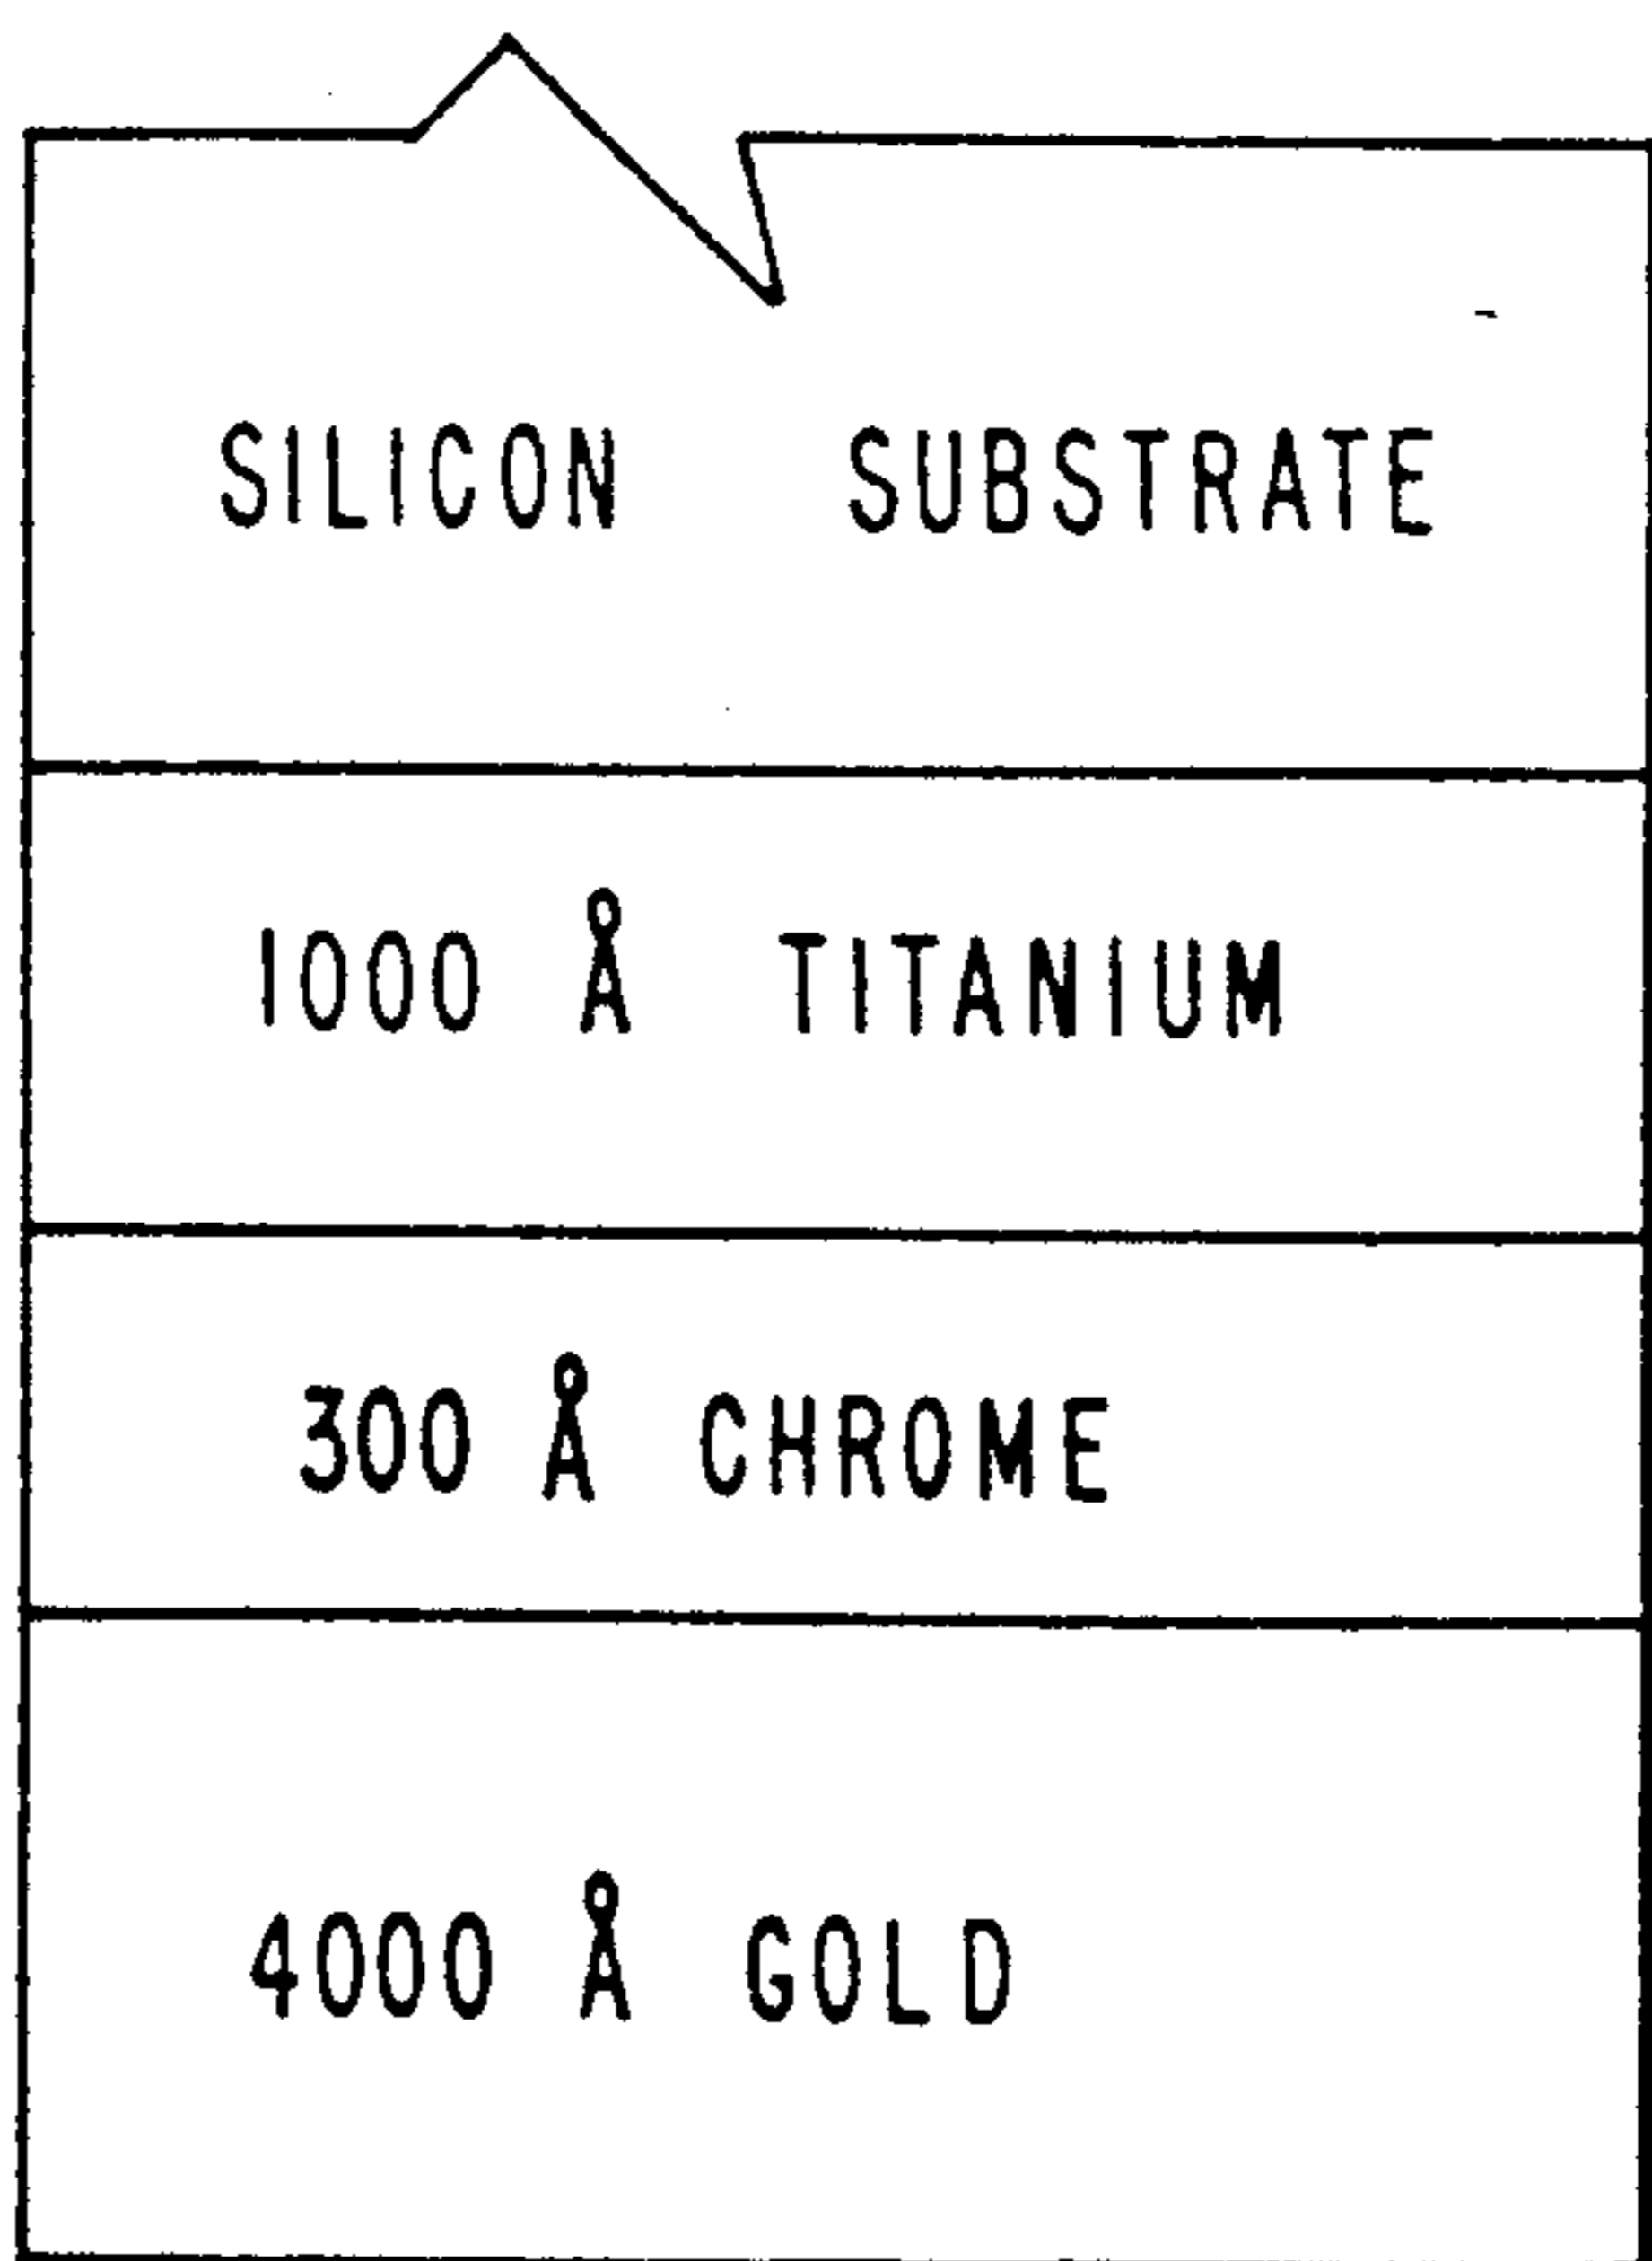 SILICON SUBSTRATE
1000 Å TITANIUM
300 Å CHROME
4000 Å GOLD